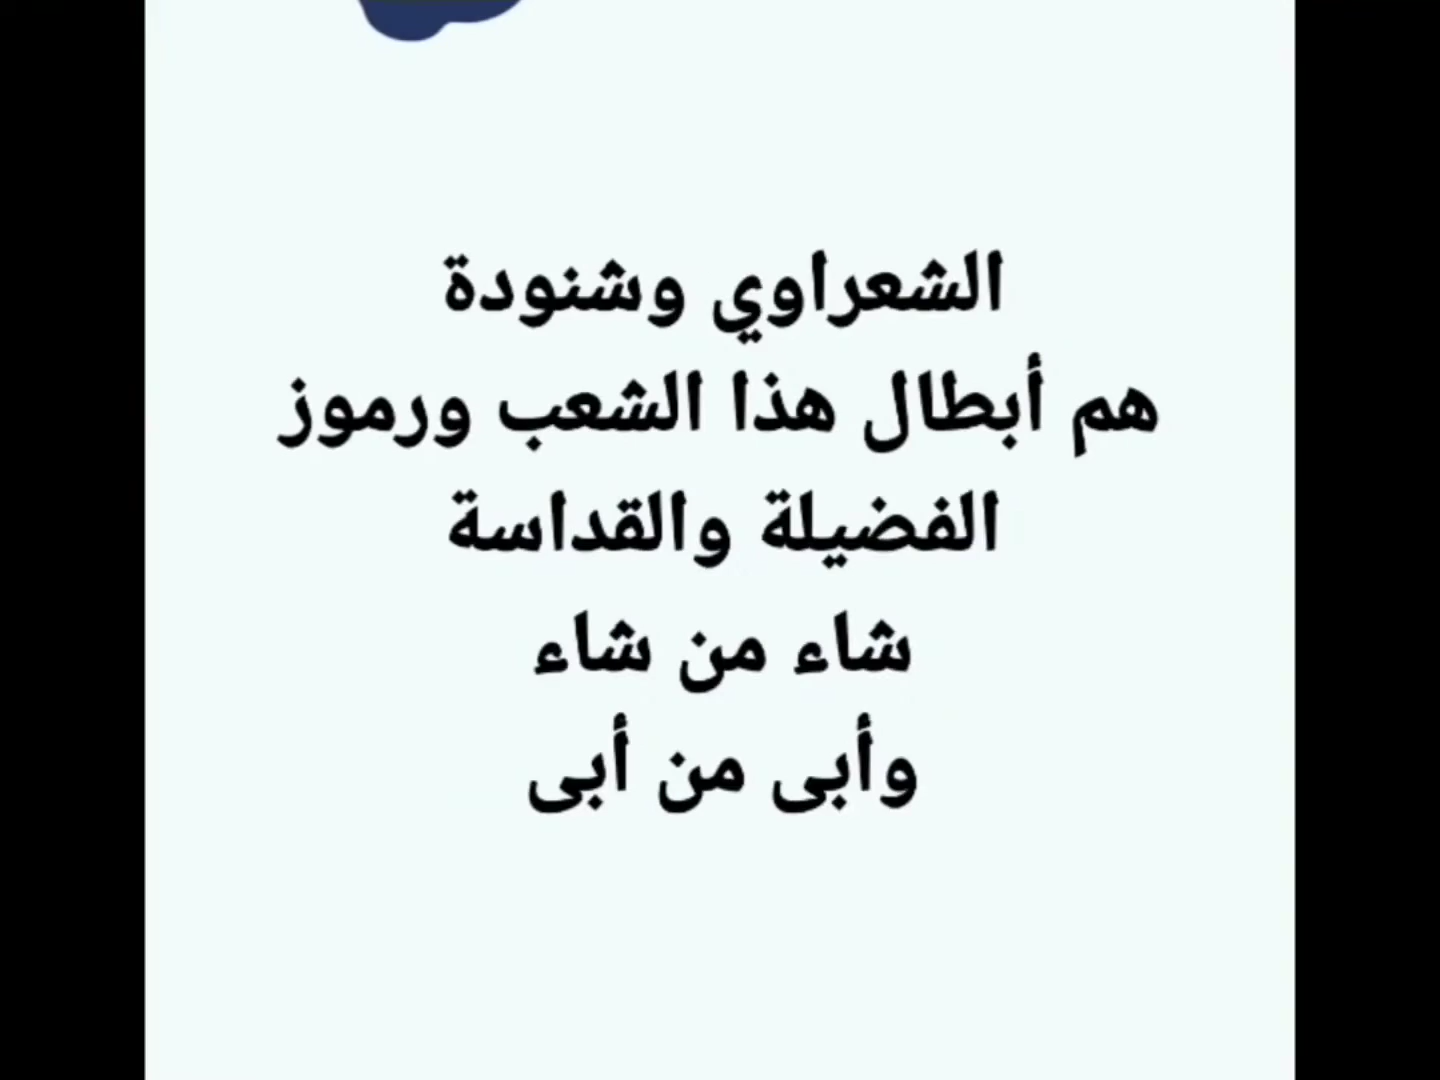 الشعراوي وشنودة
هم أبطال هذا الشعب ورموز
الفضيلة والقداسة
شاء من شاء
وأبى من أبى